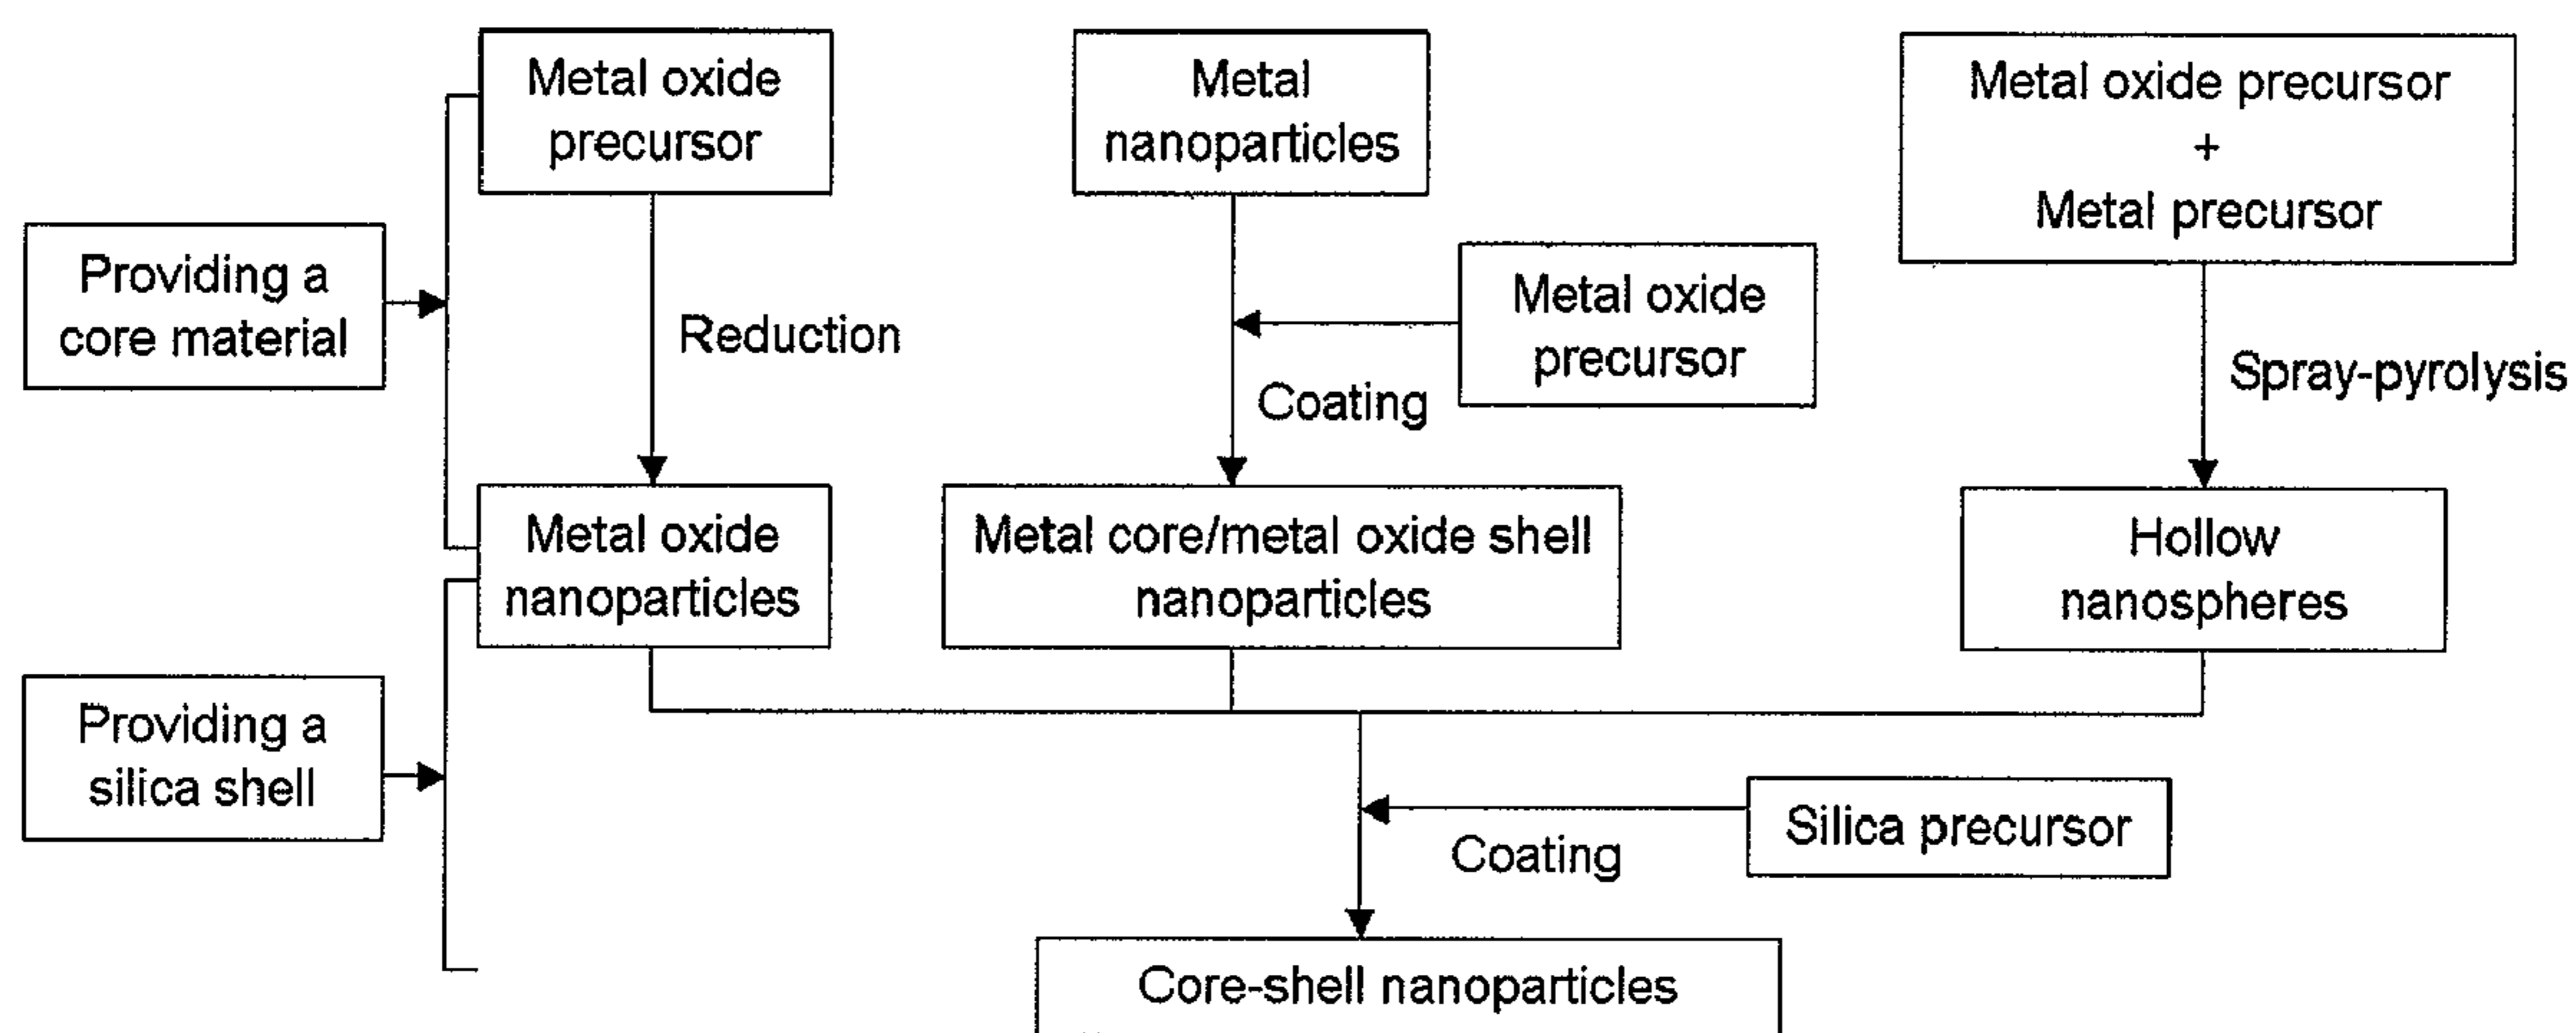 Metal oxide
precursor
Metal
nanoparticles
Metal oxide precursor
+
Metal precursor
Providing a
core material
Reduction
Metal oxide
precursor
Coating
Spray-pyrolysis
Metal oxide
nanoparticles
Metal core/metal oxide shell
nanoparticles
Hollow
nanospheres
Providing a
silica shell
Silica precursor
Coating
Core-shell nanoparticles